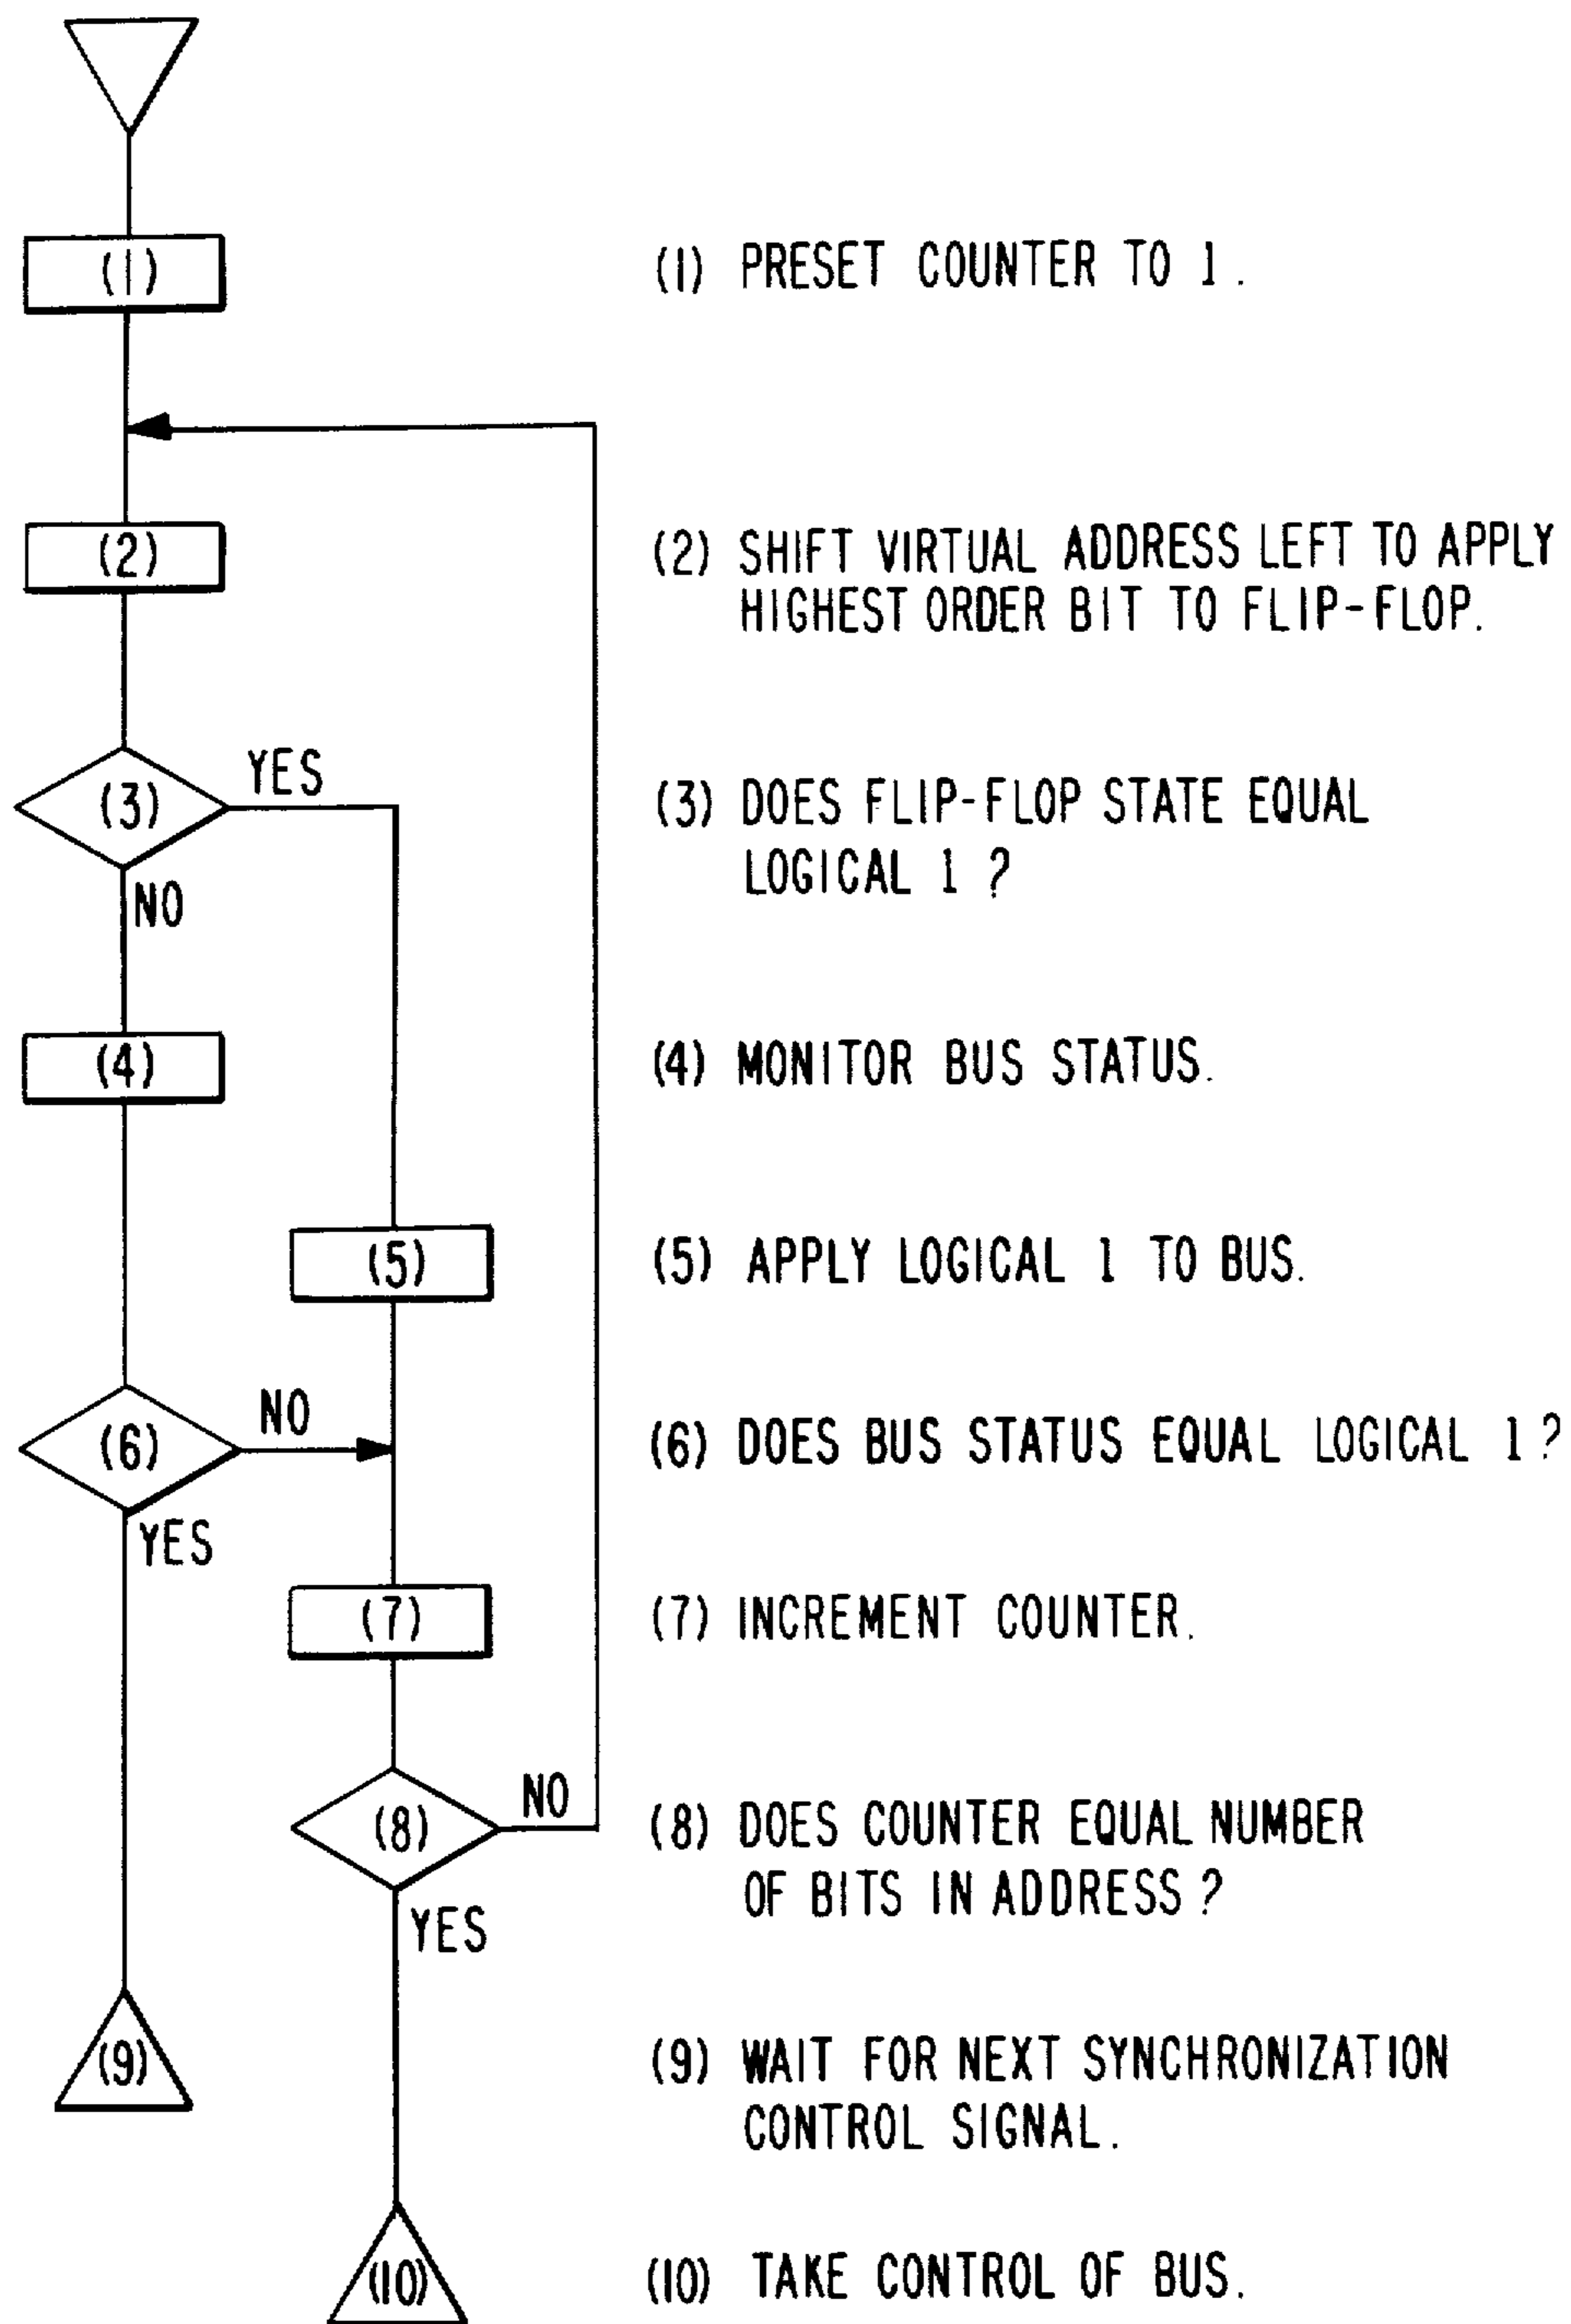 (1)
(1) PRESET COUNTER TO 1.
(2)
(2) SHIFT VIRTUAL ADDRESS LEFT TO APPLY
HIGHEST ORDER BIT TO FLIP-FLOP.
YES
(3)
NO
(3) DOES FLIP-FLOP STATE EQUAL
LOGICAL 1 ?
(4)
(4) MONITOR BUS STATUS.
(5)
(5) APPLY LOGICAL 1 TO BUS.
NO
(6)
YES
(6) DOES BUS STATUS EQUAL LOGICAL 1 ?
(7)
(7) INCREMENT COUNTER.
NO
(8)
YES
(8) DOES COUNTER EQUAL NUMBER
OF BITS IN ADDRESS ?
(9)
(9) WAIT FOR NEXT SYNCHRONIZATION
CONTROL SIGNAL.
(10)
(10) TAKE CONTROL OF BUS.